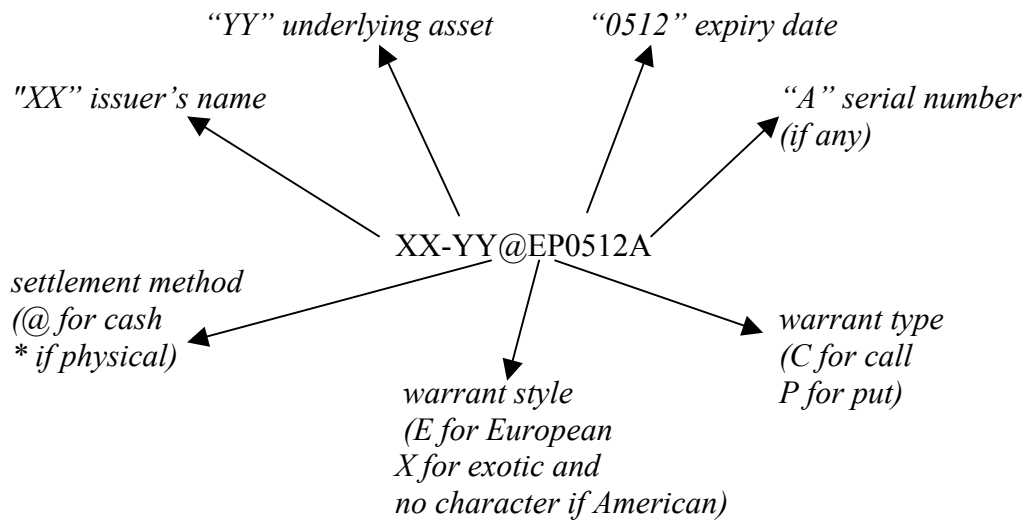 “YY” underlying asset
“0512” expiry date
"XX” issuer’s name
“A” serial number
(if any)
XX-YY@EP0512A
settlement method
(@ for cash
* if physical)
warrant type
(C for call
P for put)
warrant style
(E for European
X for exotic and
no character if American)